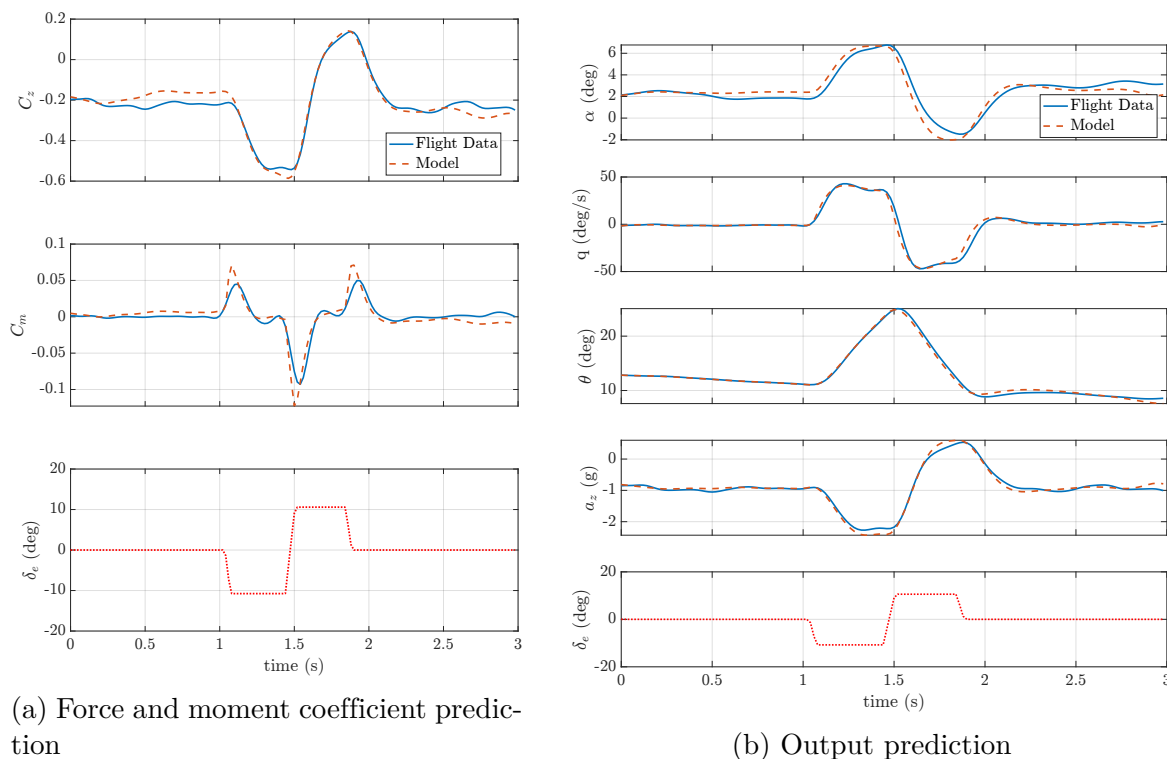 0.2
0
-0.2
-0.4
-0.6
C_z
Flight Data
Model
0.1
0.05
0
-0.05
-0.1
C_m
20
10
0
-10
-20
δ_e (deg)
0 0.5 1 1.5 2 2.5 3
time (s)
(a) Force and moment coefficient predic-
tion
6
4
2
0
-2
α (deg)
Flight Data
Model
50
0
-50
q (deg/s)
20
10
θ (deg)
0
-1
-2
a_z (g)
20
0
-20
δ_e (deg)
0 0.5 1 1.5 2 2.5 3
time (s)
(b) Output prediction